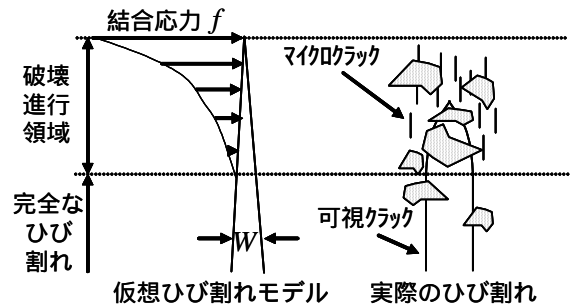 結合応力 f
破壊
進行
領域
マイクロクラック
完全な
ひび
割れ
W
可視クラック
仮想ひび割れモデル
実際のひび割れ